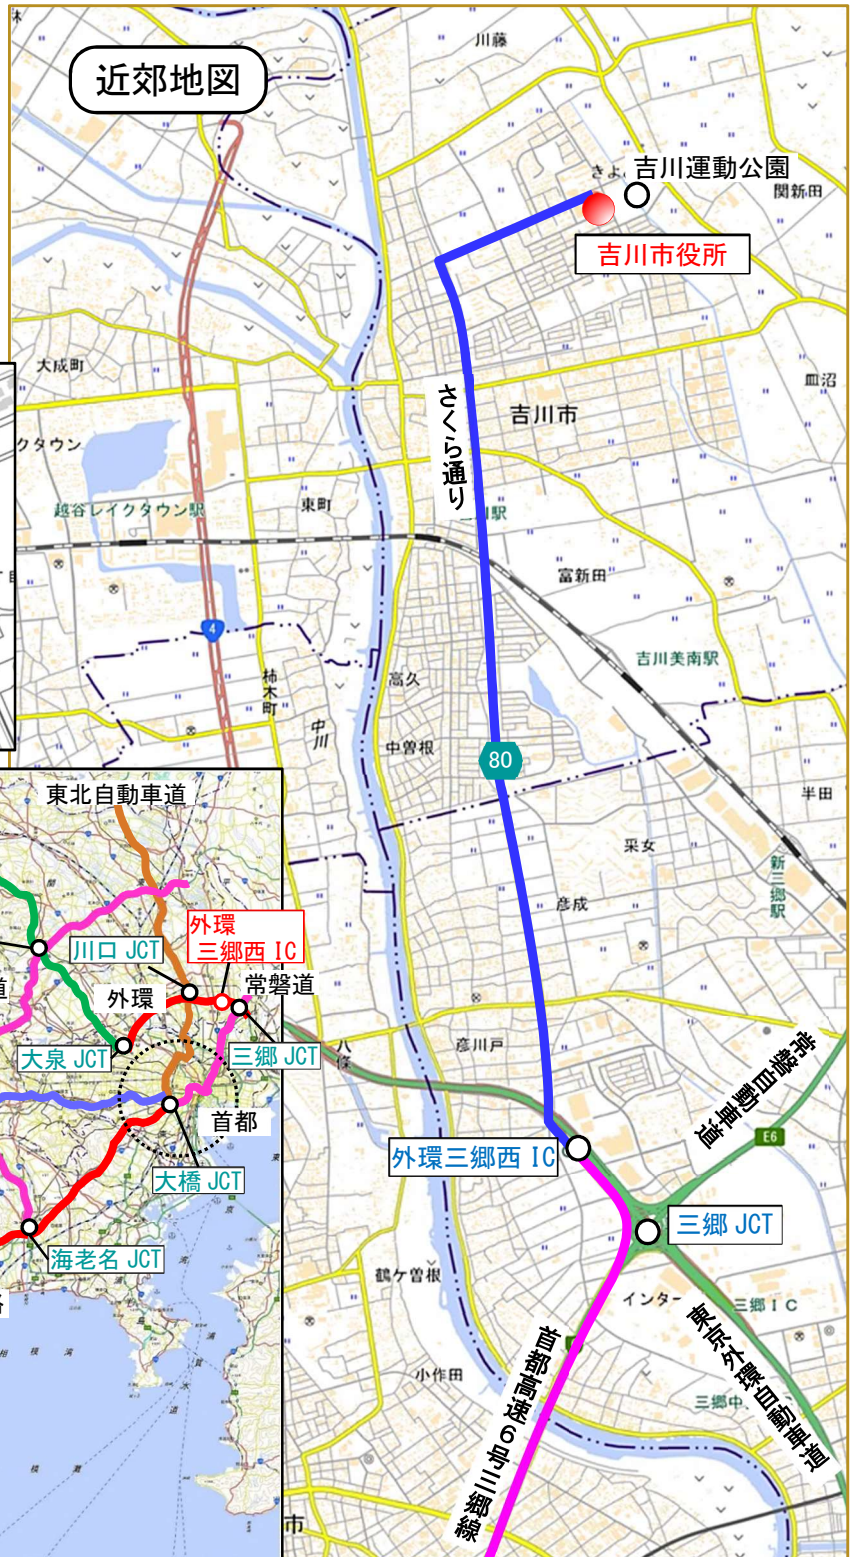 近郊地図
川藤
吉川運動公園
関新田
吉川市役所
大成町
皿沼
さくら通り
吉川市
クタウン
越谷レイクタウン駅
東町
川駅
富新田
4
吉川美南駅
柿木町
高久
中川
中曽根
80
半田
采女
新三郷駅
彦成
東北自動車道
外環
三郷西 IC
川口 JCT
道
外環
常磐道
大泉 JCT
三郷 JCT
首都
大橋 JCT
海老名 JCT
八條
彦川戸
常磐自動車道
E6
外環三郷西 IC
三郷 JCT
鶴ケ曽根
インター
三郷ＩＣ
東京外環自動車道
三郷中
首都高速６号三郷線
小作田
市